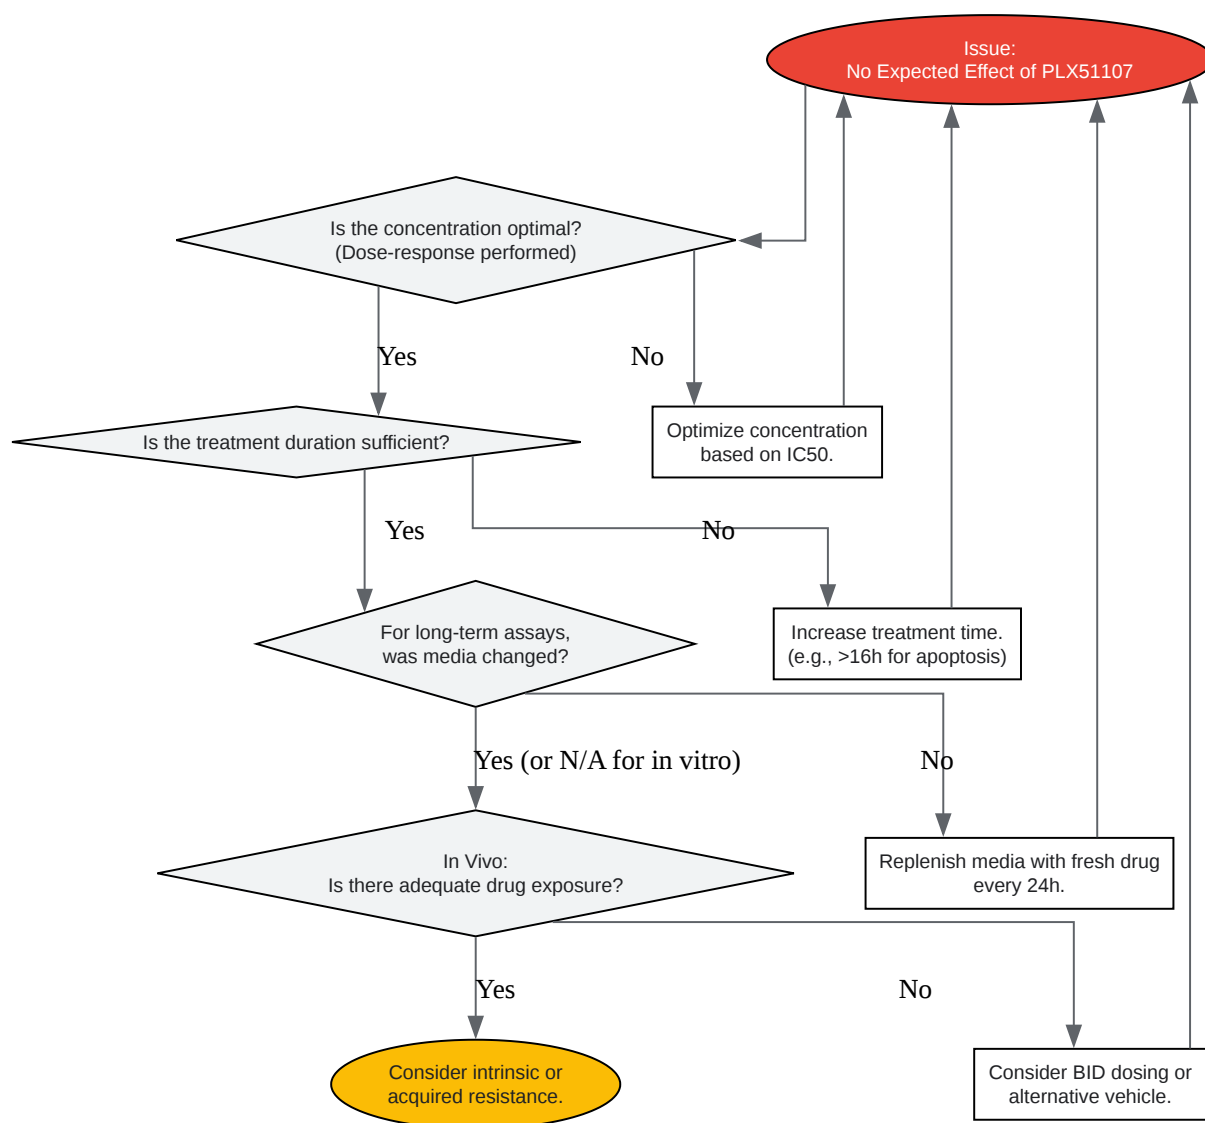 Issue:
No Expected Effect of PLX51107
Is the concentration optimal?
(Dose-response performed)
Yes
No
Optimize concentration
based on IC50.
Is the treatment duration sufficient?
Yes
No
Increase treatment time.
(e.g., >16h for apoptosis)
For long-term assays,
was media changed?
Yes (or N/A for in vitro)
No
Replenish media with fresh drug
every 24h.
In Vivo:
Is there adequate drug exposure?
Yes
No
Consider intrinsic or
acquired resistance.
Consider BID dosing or
alternative vehicle.